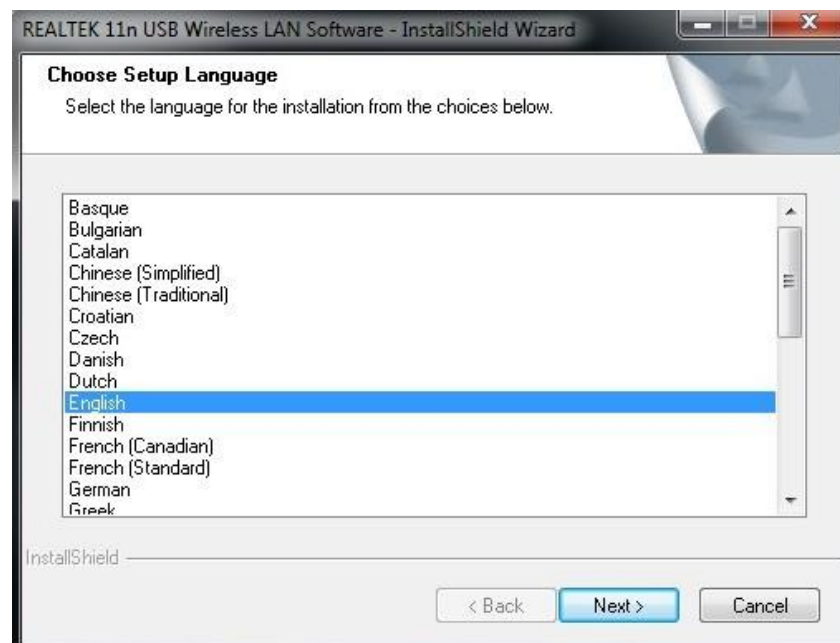 REALTEK 11n USB Wireless LAN Software - InstallShield Wizard
Choose Setup Language
Select the language for the installation from the choices below.
Basque
Bulgarian
Catalan
Chinese (Simplified)
Chinese (Traditional)
Croatian
Czech
Danish
Dutch
English
Finnish
French (Canadian)
French (Standard)
German
Greek
InstallShield
< Back Next > Cancel